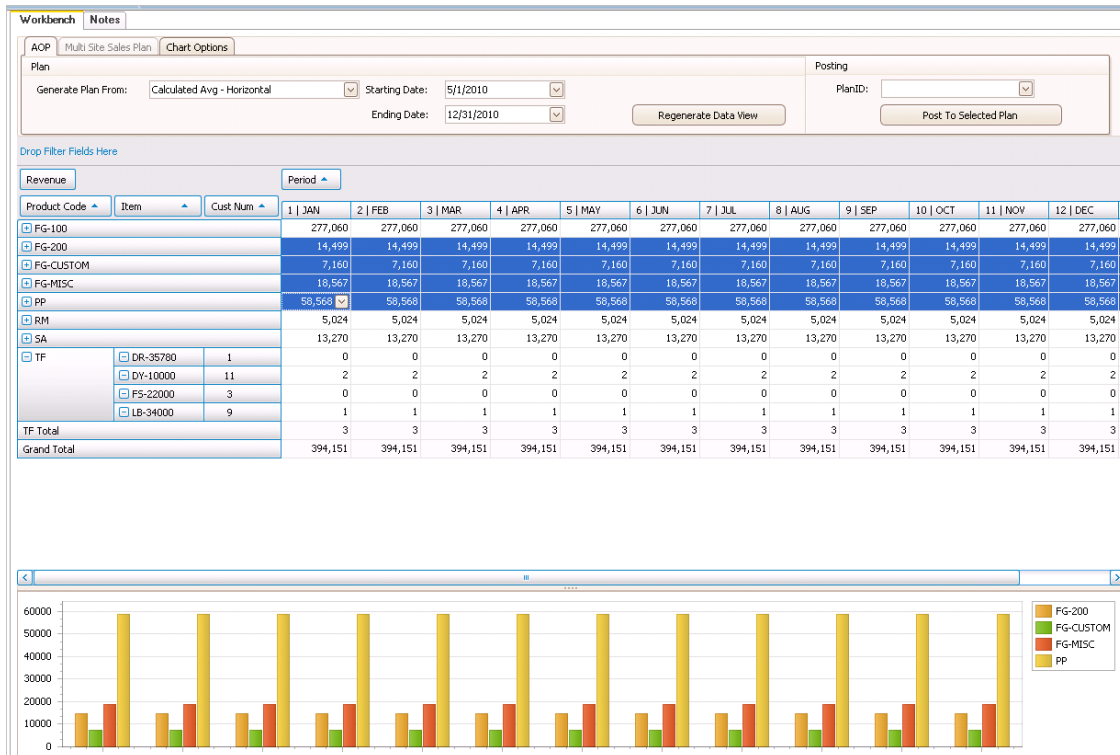 Workbench Notes
AOP Multi Site Sales Plan Chart Options
Plan Posting
Generate Plan From: Calculated Avg - Horizontal Starting Date: 5/1/2010 PlanID:
Ending Date: 12/31/2010 Regenerate Data View Post To Selected Plan
Drop Filter Fields Here
Revenue Period
Product Code Item Cust Num 1 | JAN 2 | FEB 3 | MAR 4 | APR 5 | MAY 6 | JUN 7 | JUL 8 | AUG 9 | SEP 10 | OCT 11 | NOV 12 | DEC
FG-100 277,060 277,060 277,060 277,060 277,060 277,060 277,060 277,060 277,060 277,060 277,060 277,060
FG-200 14,499 14,499 14,499 14,499 14,499 14,499 14,499 14,499 14,499 14,499 14,499 14,499
FG-CUSTOM 7,160 7,160 7,160 7,160 7,160 7,160 7,160 7,160 7,160 7,160 7,160 7,160
FG-MISC 18,567 18,567 18,567 18,567 18,567 18,567 18,567 18,567 18,567 18,567 18,567 18,567
PP 58,568 58,568 58,568 58,568 58,568 58,568 58,568 58,568 58,568 58,568 58,568 58,568
RM 5,024 5,024 5,024 5,024 5,024 5,024 5,024 5,024 5,024 5,024 5,024 5,024
SA 13,270 13,270 13,270 13,270 13,270 13,270 13,270 13,270 13,270 13,270 13,270 13,270
TF DR-35780 1 0 0 0 0 0 0 0 0 0 0 0 0
DY-10000 11 2 2 2 2 2 2 2 2 2 2 2 2
FS-22000 3 0 0 0 0 0 0 0 0 0 0 0 0
LB-34000 9 1 1 1 1 1 1 1 1 1 1 1 1
TF Total 3 3 3 3 3 3 3 3 3 3 3 3
Grand Total 394,151 394,151 394,151 394,151 394,151 394,151 394,151 394,151 394,151 394,151 394,151 394,151
60000
50000
40000
30000
20000
10000
0
FG-200
FG-CUSTOM
FG-MISC
PP